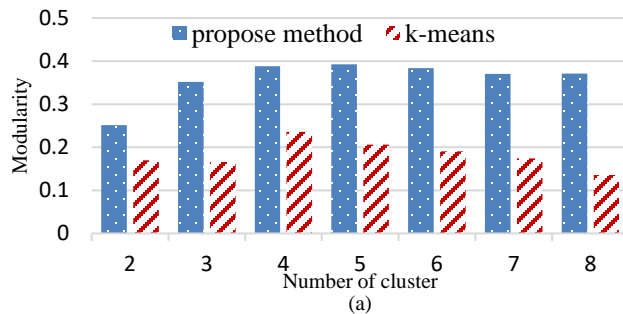 0.5
propose method k-means
0.4
0.3
0.2
0.1
0
Modularity
2 3 4 5 6 7 8
Number of cluster
(a)